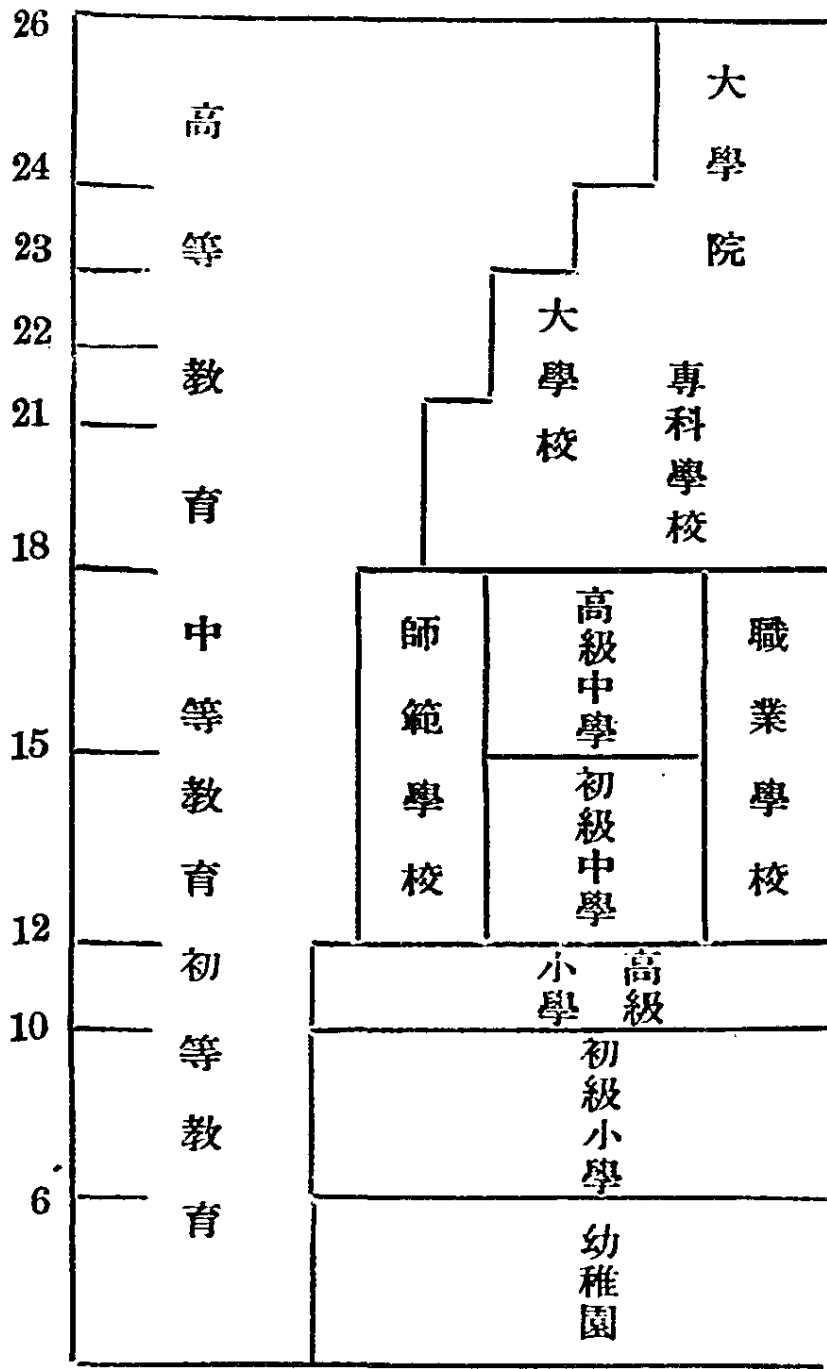 26
24
23
22
21
18
15
12
10
6
高等教育
中等教育
初等教育
大學院
大學校
專科學校
師範學校
高級中學
初級中學
職業學校
高級
小學
初級小學
幼稚園